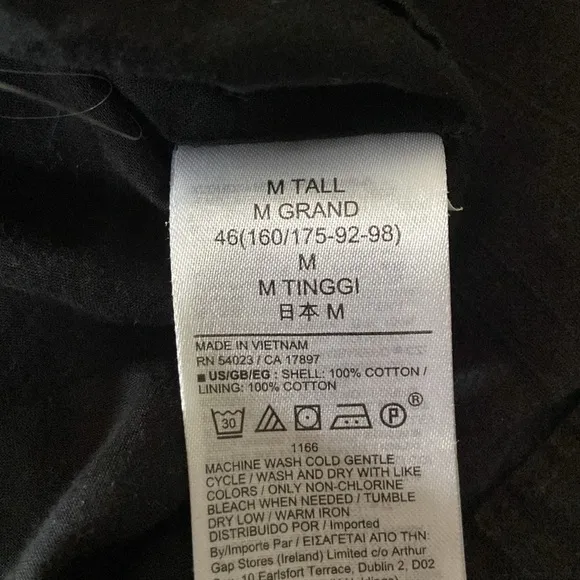 M TALL
M GRAND
46(160/175-92-98)
M
M TINGGI
日本 M
MADE IN VIETNAM
RN 54023 / CA 17897
■ US/GB/EG : SHELL: 100% COTTON /
LINING: 100% COTTON
30 P ®
1166
MACHINE WASH COLD GENTLE
CYCLE / WASH AND DRY WITH LIKE
COLORS / ONLY NON-CHLORINE
BLEACH WHEN NEEDED / TUMBLE
DRY LOW / WARM IRON
DISTRIBUIDO POR / Imported
By/Importe Par / ΕΙΣΑΓΕΤΑΙ ΑΠΟ ΤΗΝ
Gap Stores (Ireland) Limited c/o Arthur
10 Earlsfort Terrace, Dublin 2, D02